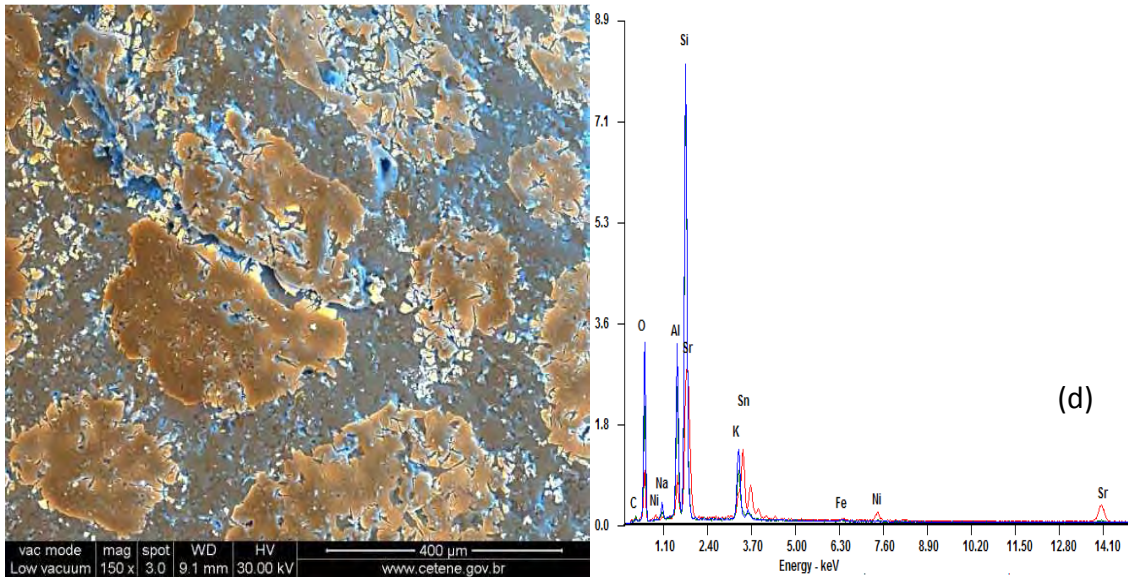 vac mode mag spot WD HV 400 µm
Low vacuum 150 x 3.0 9.1 mm 30.00 kV www.cetene.gov.br
8.9
7.1
5.3
3.6
1.8
0.0
Si
O
Al
Sr
Sn
K
Na
C
Ni
Fe
Ni
Sr
(d)
1.10 2.40 3.70 5.00 6.30 7.60 8.90 10.20 11.50 12.80 14.10
Energy - keV